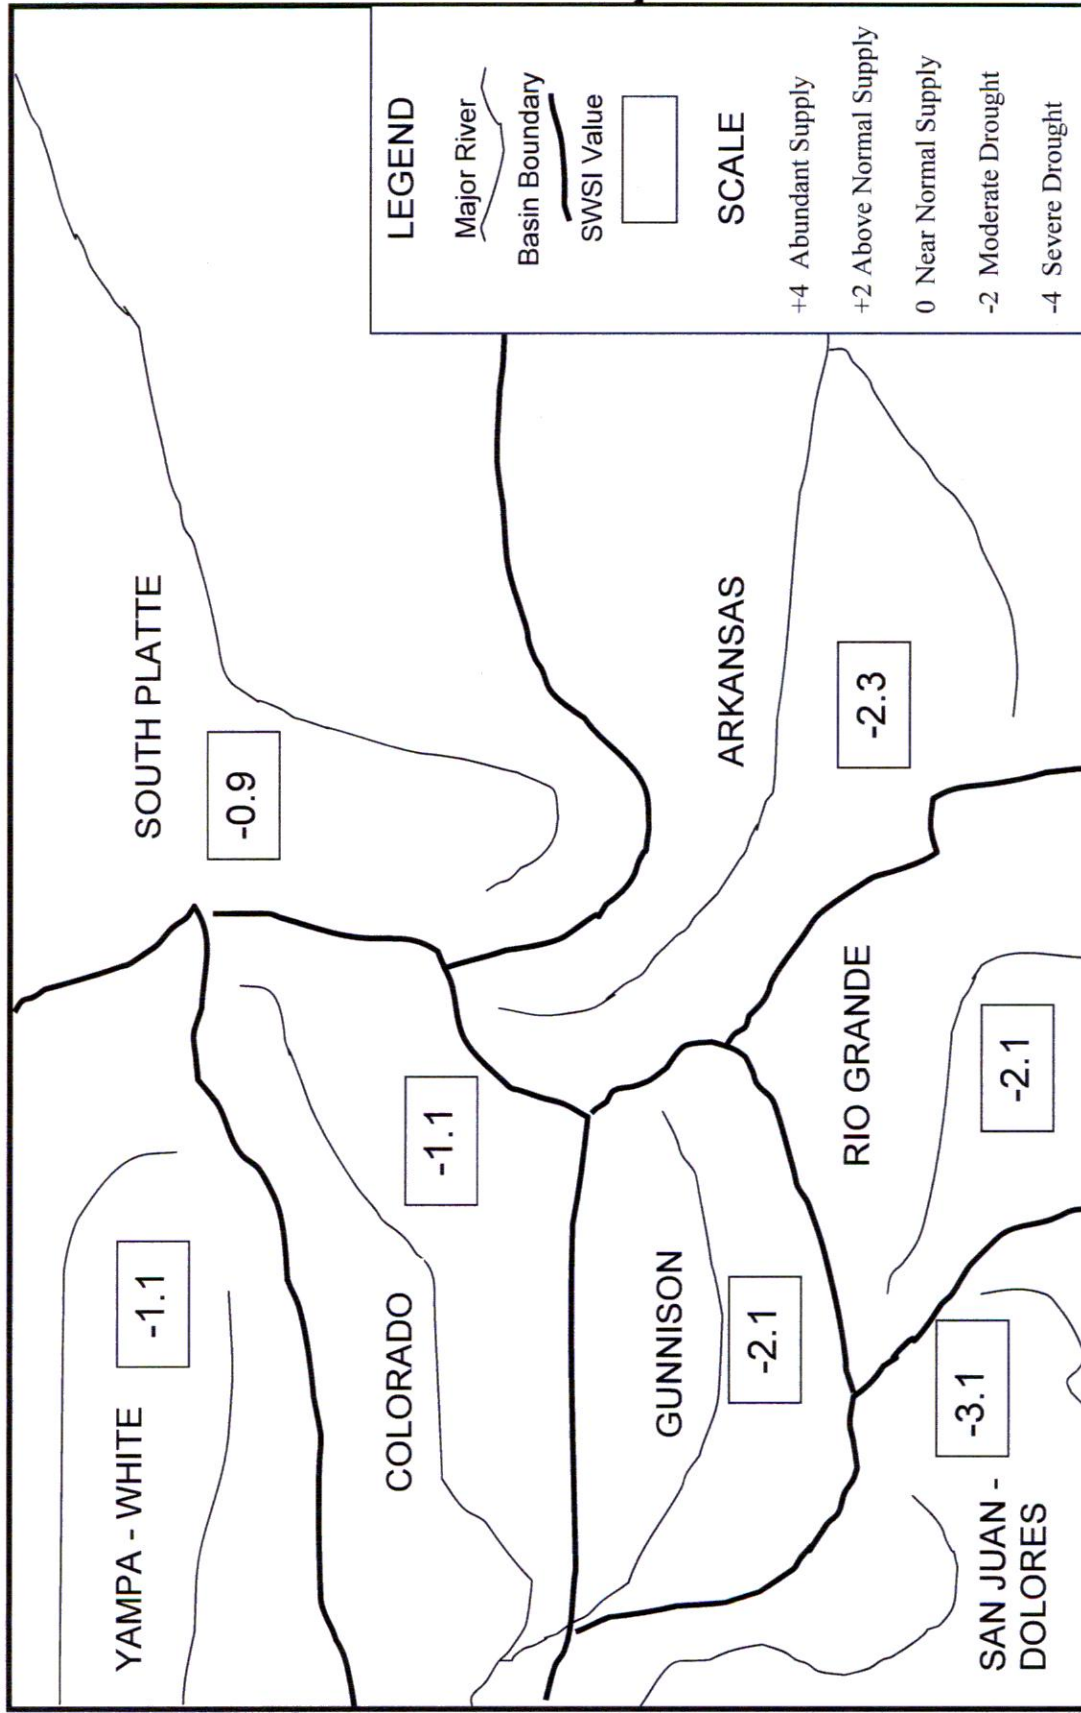 YAMPA - WHITE
-1.1
SOUTH PLATTE
-0.9
COLORADO
-1.1
GUNNISON
-2.1
ARKANSAS
-2.3
RIO GRANDE
-2.1
SAN JUAN -
DOLORES
-3.1
LEGEND
Major River
Basin Boundary
SWSI Value
SCALE
+4 Abundant Supply
+2 Above Normal Supply
0 Near Normal Supply
-2 Moderate Drought
-4 Severe Drought